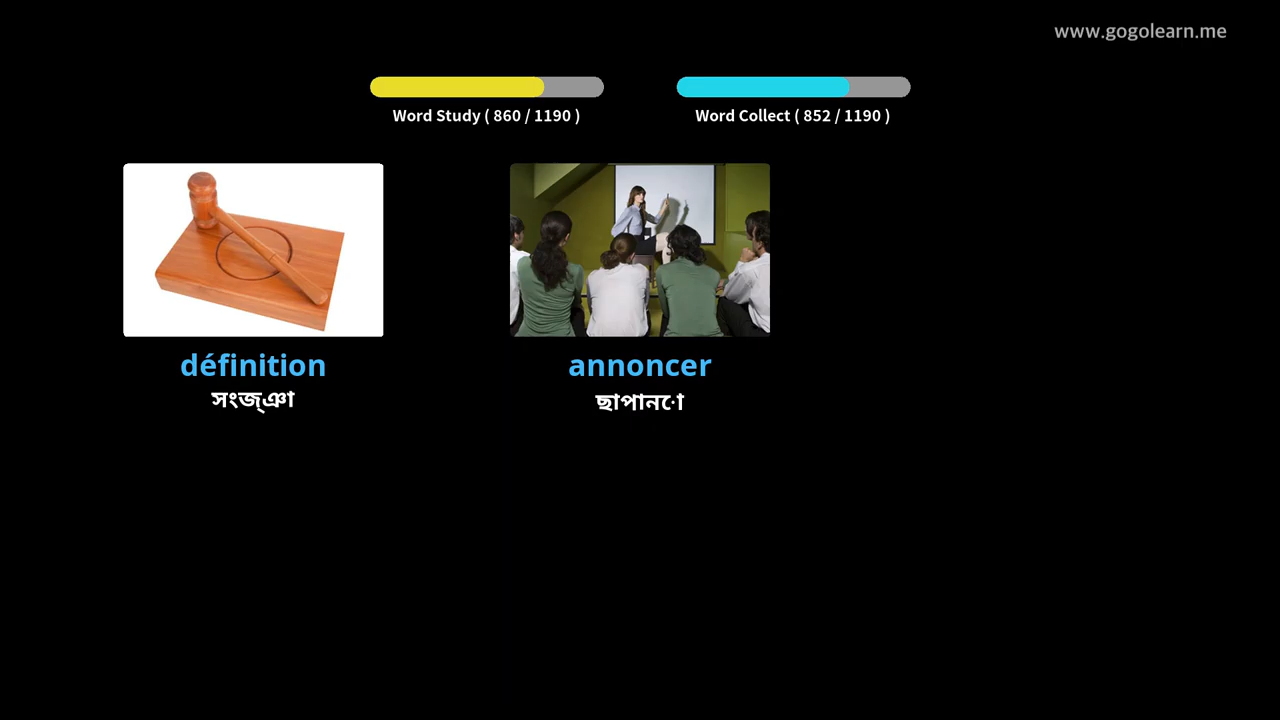 www.gogolearn.me
Word Study ( 860 / 1190 )
Word Collect ( 852 / 1190 )
définition
সংজ্ঞা
annoncer
ছাপানো